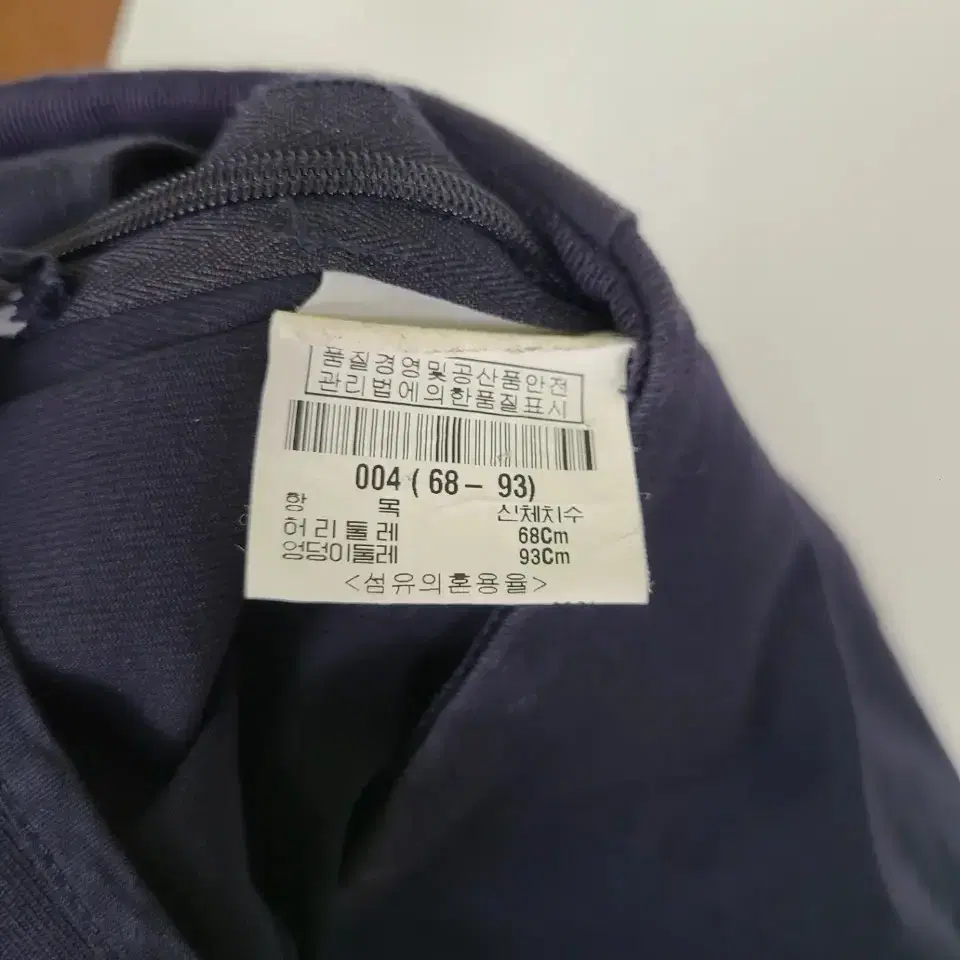 품질경영및공산품안전
관리법에의한품질표시
004 ( 68 - 93)
항 목 신체치수
허리둘레 68Cm
엉덩이둘레 93Cm
<섬유의혼용율>